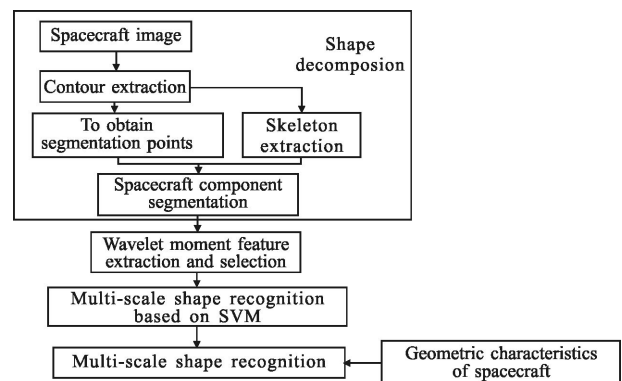 Spacecraft image
Shape
decomposion
Contour extraction
To obtain
segmentation points
Skeleton
extraction
Spacecraft component
segmentation
Wavelet moment feature
extraction and selection
Multi-scale shape recognition
based on SVM
Multi-scale shape recognition
Geometric characteristics
of spacecraft